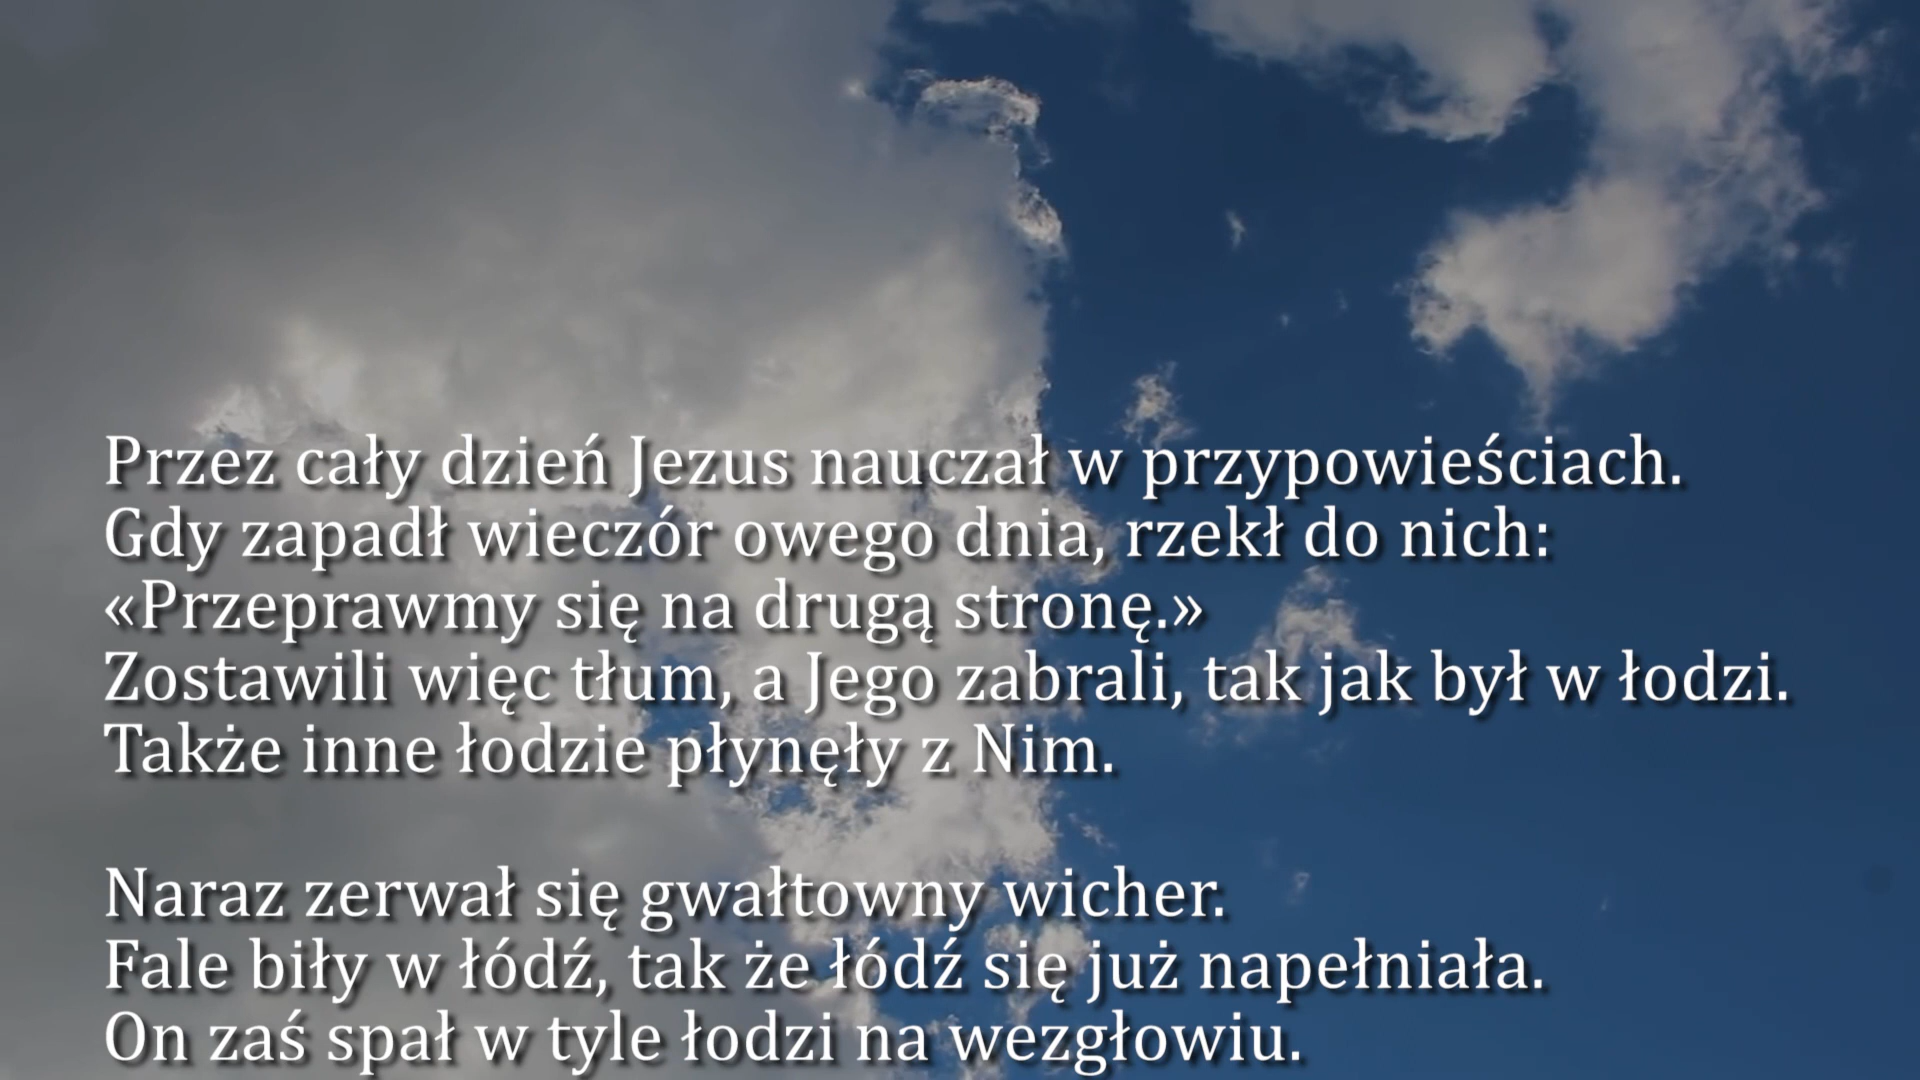 Przez cały dzień Jezus nauczał w przypowieściach.
Gdy zapadł wieczór owego dnia, rzekł do nich:
«Przeprawmy się na drugą stronę.»
Zostawili więc tłum, a Jego zabrali, tak jak był w łodzi.
Także inne łodzie płynęły z Nim.
Naraz zerwał się gwałtowny wicher.
Fale biły w łódź, tak że łódź się już napełniała.
On zaś spał w tyle łodzi na wezgłowiu.